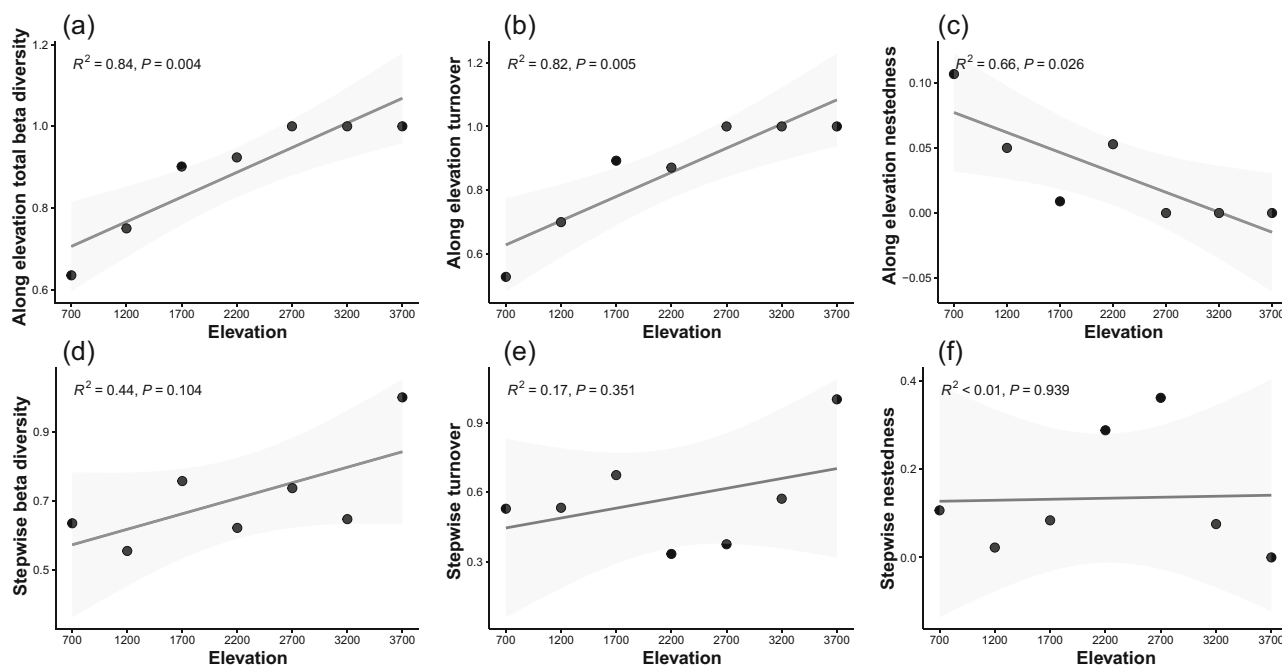 (a)
Along elevation total beta diversity
R² = 0.84, P = 0.004
1.2
1.0
0.8
0.6
700 1200 1700 2200 2700 3200 3700
Elevation
(b)
Along elevation turnover
R² = 0.82, P = 0.005
1.2
1.0
0.8
0.6
700 1200 1700 2200 2700 3200 3700
Elevation
(c)
Along elevation nestedness
R² = 0.66, P = 0.026
0.10
0.05
0.00
−0.05
700 1200 1700 2200 2700 3200 3700
Elevation
(d)
Stepwise beta diversity
R² = 0.44, P = 0.104
0.9
0.7
0.5
700 1200 1700 2200 2700 3200 3700
Elevation
(e)
Stepwise turnover
R² = 0.17, P = 0.351
0.9
0.6
0.3
700 1200 1700 2200 2700 3200 3700
Elevation
(f)
Stepwise nestedness
R² < 0.01, P = 0.939
0.4
0.2
0.0
700 1200 1700 2200 2700 3200 3700
Elevation